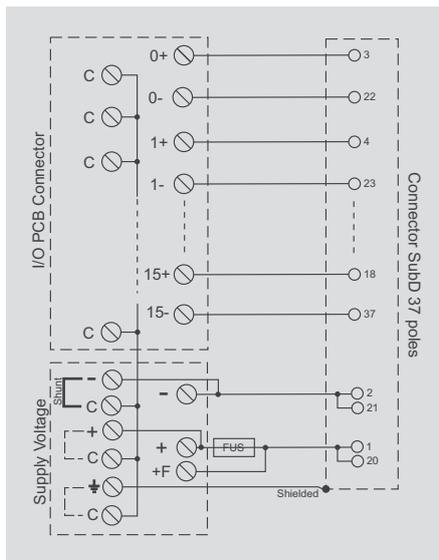 0+
3
C
0-
22
C
1+
4
C
1-
23
I/O PCB Connector
Connector SubD 37 poles
15+
18
15-
37
C
Supply Voltage
Shunt
-
-
2
C
21
+
+
FUS
1
C
+F
20
Shielded
C